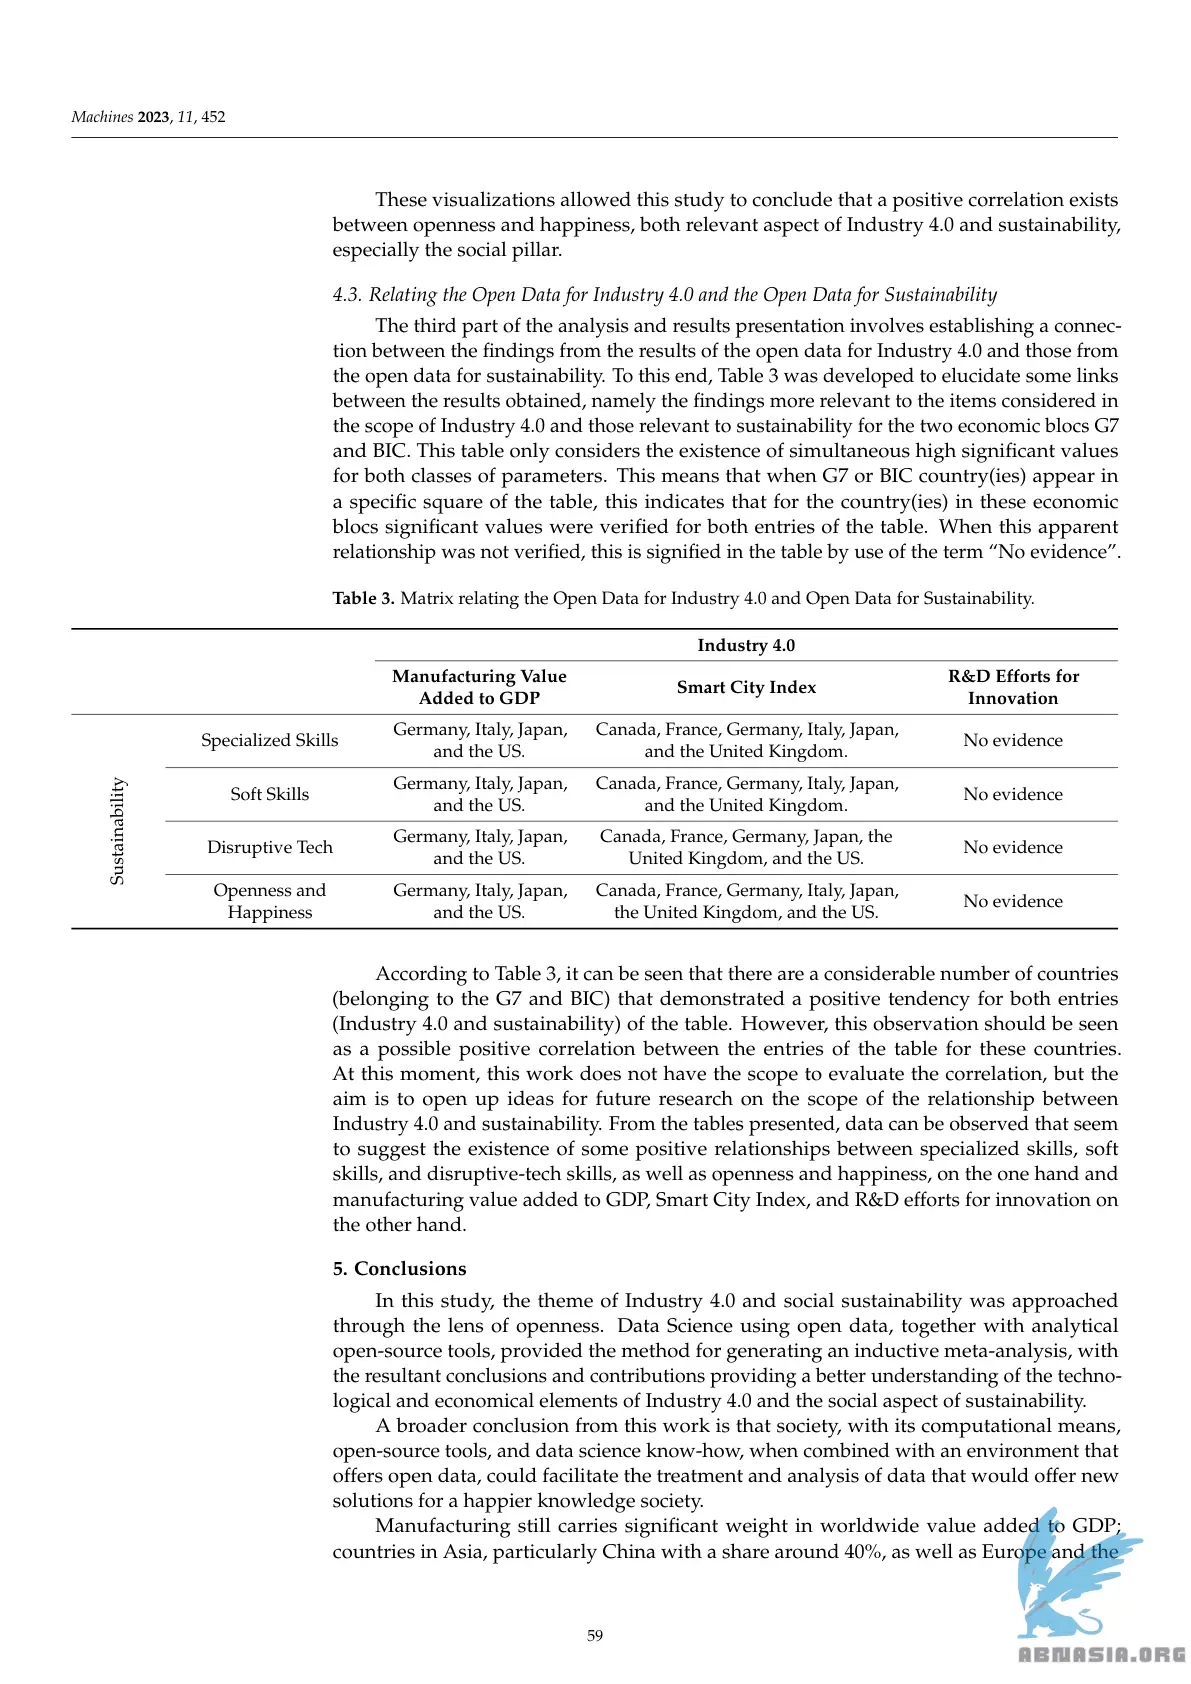 Machines 2023, 11, 452
These visualizations allowed this study to conclude that a positive correlation exists
between openness and happiness, both relevant aspect of Industry 4.0 and sustainability,
especially the social pillar.
4.3. Relating the Open Data for Industry 4.0 and the Open Data for Sustainability
The third part of the analysis and results presentation involves establishing a connec-
tion between the findings from the results of the open data for Industry 4.0 and those from
the open data for sustainability. To this end, Table 3 was developed to elucidate some links
between the results obtained, namely the findings more relevant to the items considered in
the scope of Industry 4.0 and those relevant to sustainability for the two economic blocs G7
and BIC. This table only considers the existence of simultaneous high significant values
for both classes of parameters. This means that when G7 or BIC country(ies) appear in
a specific square of the table, this indicates that for the country(ies) in these economic
blocs significant values were verified for both entries of the table. When this apparent
relationship was not verified, this is signified in the table by use of the term “No evidence”.
Table 3. Matrix relating the Open Data for Industry 4.0 and Open Data for Sustainability.
Industry 4.0
Manufacturing Value
Added to GDP
Smart City Index
R&D Efforts for
Innovation
Sustainability
Specialized Skills
Germany, Italy, Japan,
and the US.
Canada, France, Germany, Italy, Japan,
and the United Kingdom.
No evidence
Soft Skills
Germany, Italy, Japan,
and the US.
Canada, France, Germany, Italy, Japan,
and the United Kingdom.
No evidence
Disruptive Tech
Germany, Italy, Japan,
and the US.
Canada, France, Germany, Japan, the
United Kingdom, and the US.
No evidence
Openness and
Happiness
Germany, Italy, Japan,
and the US.
Canada, France, Germany, Italy, Japan,
the United Kingdom, and the US.
No evidence
According to Table 3, it can be seen that there are a considerable number of countries
(belonging to the G7 and BIC) that demonstrated a positive tendency for both entries
(Industry 4.0 and sustainability) of the table. However, this observation should be seen
as a possible positive correlation between the entries of the table for these countries.
At this moment, this work does not have the scope to evaluate the correlation, but the
aim is to open up ideas for future research on the scope of the relationship between
Industry 4.0 and sustainability. From the tables presented, data can be observed that seem
to suggest the existence of some positive relationships between specialized skills, soft
skills, and disruptive-tech skills, as well as openness and happiness, on the one hand and
manufacturing value added to GDP, Smart City Index, and R&D efforts for innovation on
the other hand.
5. Conclusions
In this study, the theme of Industry 4.0 and social sustainability was approached
through the lens of openness. Data Science using open data, together with analytical
open-source tools, provided the method for generating an inductive meta-analysis, with
the resultant conclusions and contributions providing a better understanding of the techno-
logical and economical elements of Industry 4.0 and the social aspect of sustainability.
A broader conclusion from this work is that society, with its computational means,
open-source tools, and data science know-how, when combined with an environment that
offers open data, could facilitate the treatment and analysis of data that would offer new
solutions for a happier knowledge society.
Manufacturing still carries significant weight in worldwide value added to GDP;
countries in Asia, particularly China with a share around 40%, as well as Europe and the
59
ABNASIA.ORG